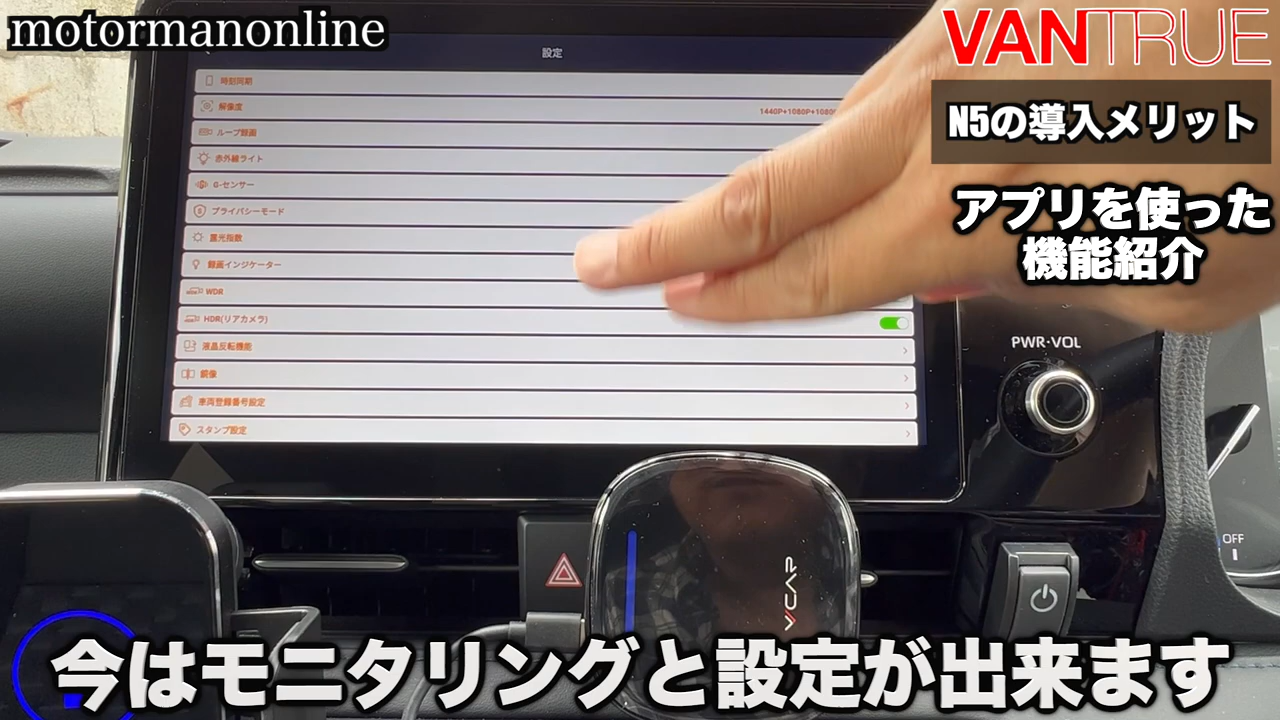 motormanonline
VANTRUE
N5の導入メリット
アプリを使った
機能紹介
設定
時刻同期
解像度
1440P+1080P+1080
ループ録画
赤外線ライト
G-センサー
プライバシーモード
露光指数
録画インジケーター
WDR
HDR(リアカメラ)
液晶反転機能
鏡像
車両登録番号設定
スタンプ設定
PWR·VOL
OFF
VCAP
今はモニタリングと設定が出来ます